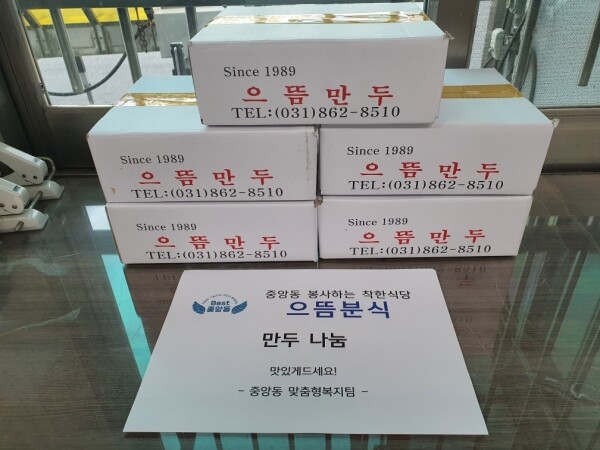 Since 1989
으뜸만두
TEL:(031)862-8510
Since 1989
으뜸만두
TEL:(031)862-8510
Since 1989
으뜸만두
TEL:(031)862-8510
Since 1989
으뜸만두
TEL:(031)862-8510
Since 1989
으뜸만두
TEL:(031)862-8510
Best
중앙동
중앙동 봉사하는 착한식당
으뜸분식
만두 나눔
맛있게드세요!
- 중앙동 맞춤형복지팀 -